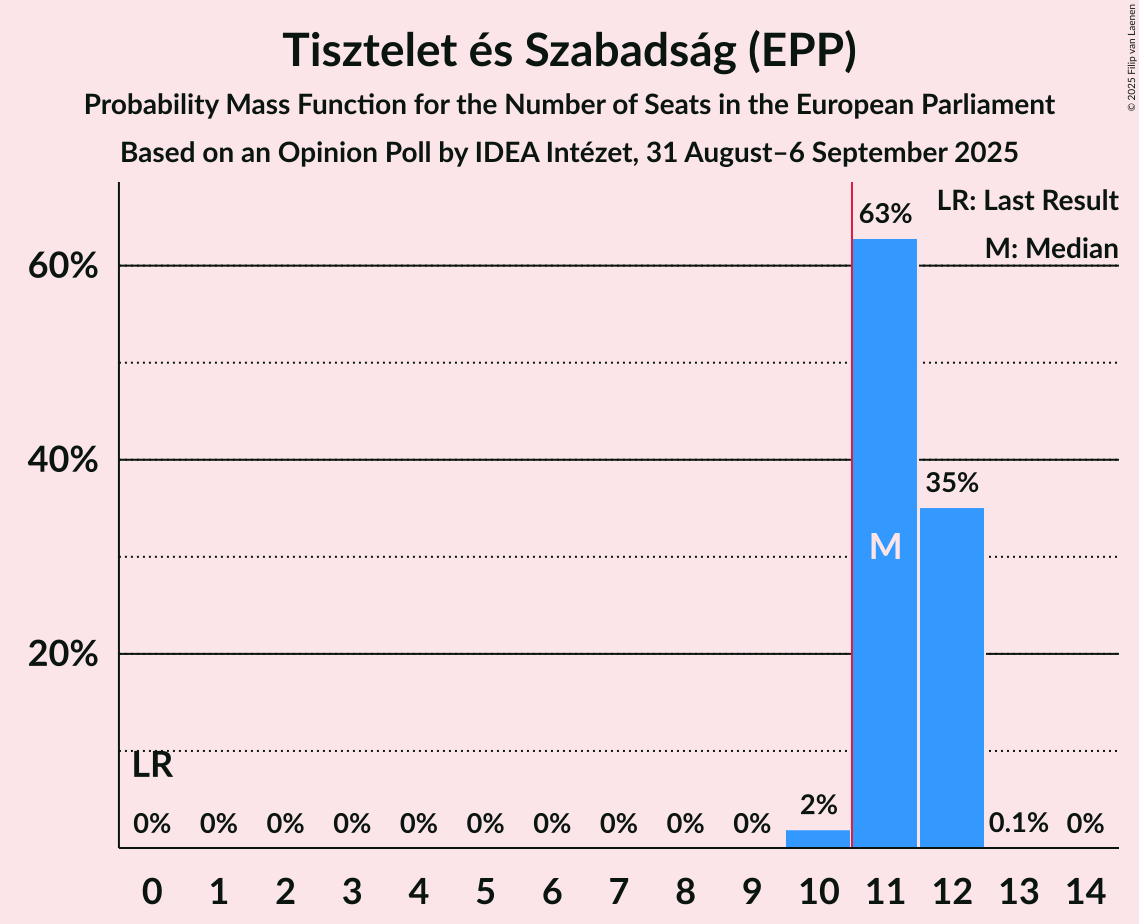 Tisztelet és Szabadság (EPP)
Probability Mass Function for the Number of Seats in the European Parliament
Based on an Opinion Poll by IDEA Intézet, 31 August–6 September 2025
© 2025 Filip van Laenen
LR: Last Result
M: Median
60%
40%
20%
63%
35%
M
LR
0% 0% 0% 0% 0% 0% 0% 0% 0% 0% 2% 0.1% 0%
0 1 2 3 4 5 6 7 8 9 10 11 12 13 14